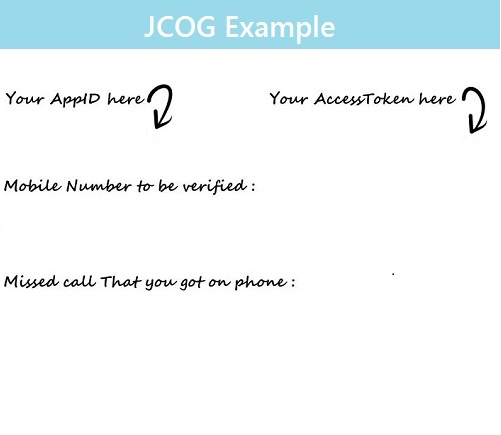 JCOG Example
Your AppID here
Your AccessToken here
Mobile Number to be verified :
Missed call That you got on phone :